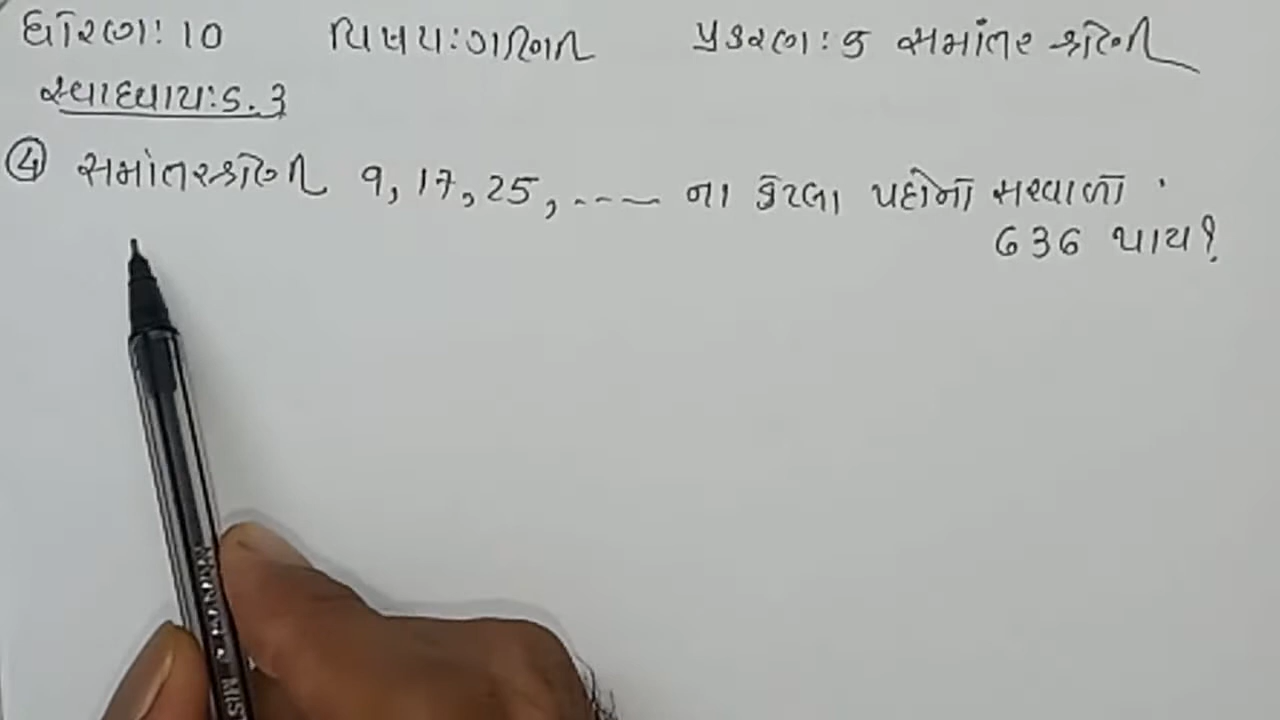 ધોરણ: 10 વિષય: ગણિત પ્રકરણ: 5 સમાંતર શ્રેણી
સ્વાધ્યાય: 5.3
④ સમાંતર શ્રેણી 9, 17, 25, ---- ના કેટલા પદોનો સરવાળો
636 થાય?